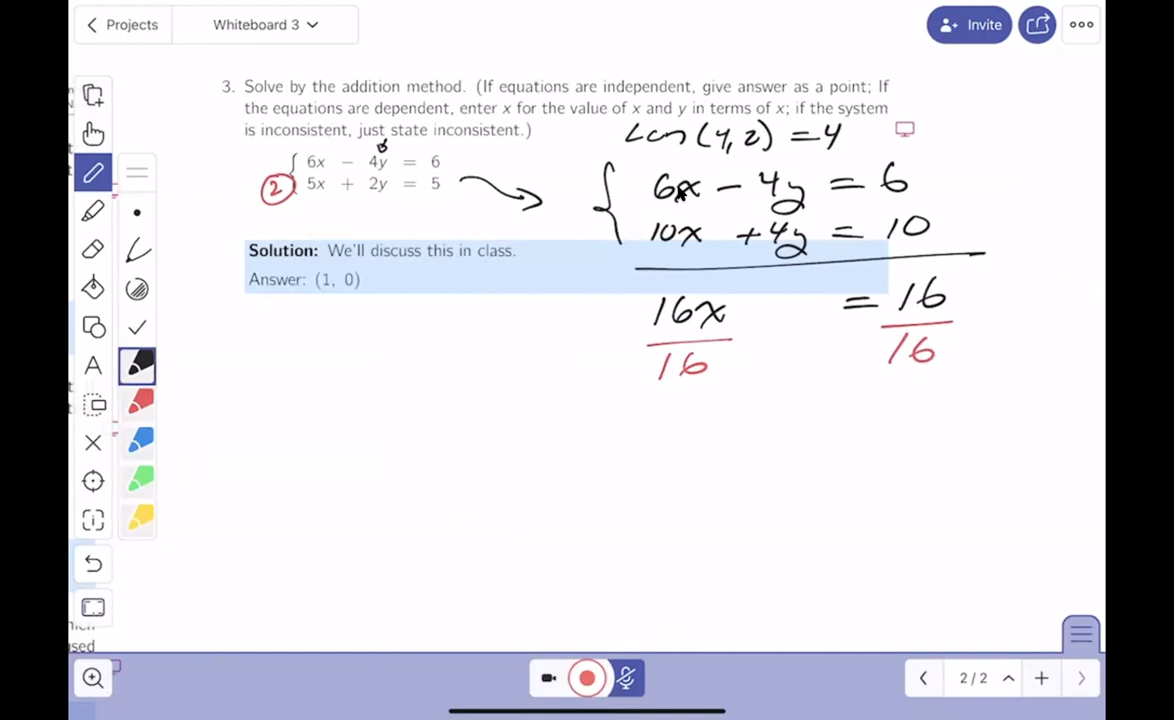 Projects
Whiteboard 3
Invite
3. Solve by the addition method. (If equations are independent, give answer as a point; If
the equations are dependent, enter x for the value of x and y in terms of x; if the system
is inconsistent, just state inconsistent.)
6x − 4y = 6
2 5x + 2y = 5
Solution: We'll discuss this in class.
Answer: (1, 0)
Lcm(4,2) = 4
6x − 4y = 6
10x + 4y = 10
16x = 16
16 16
A
used
2/2